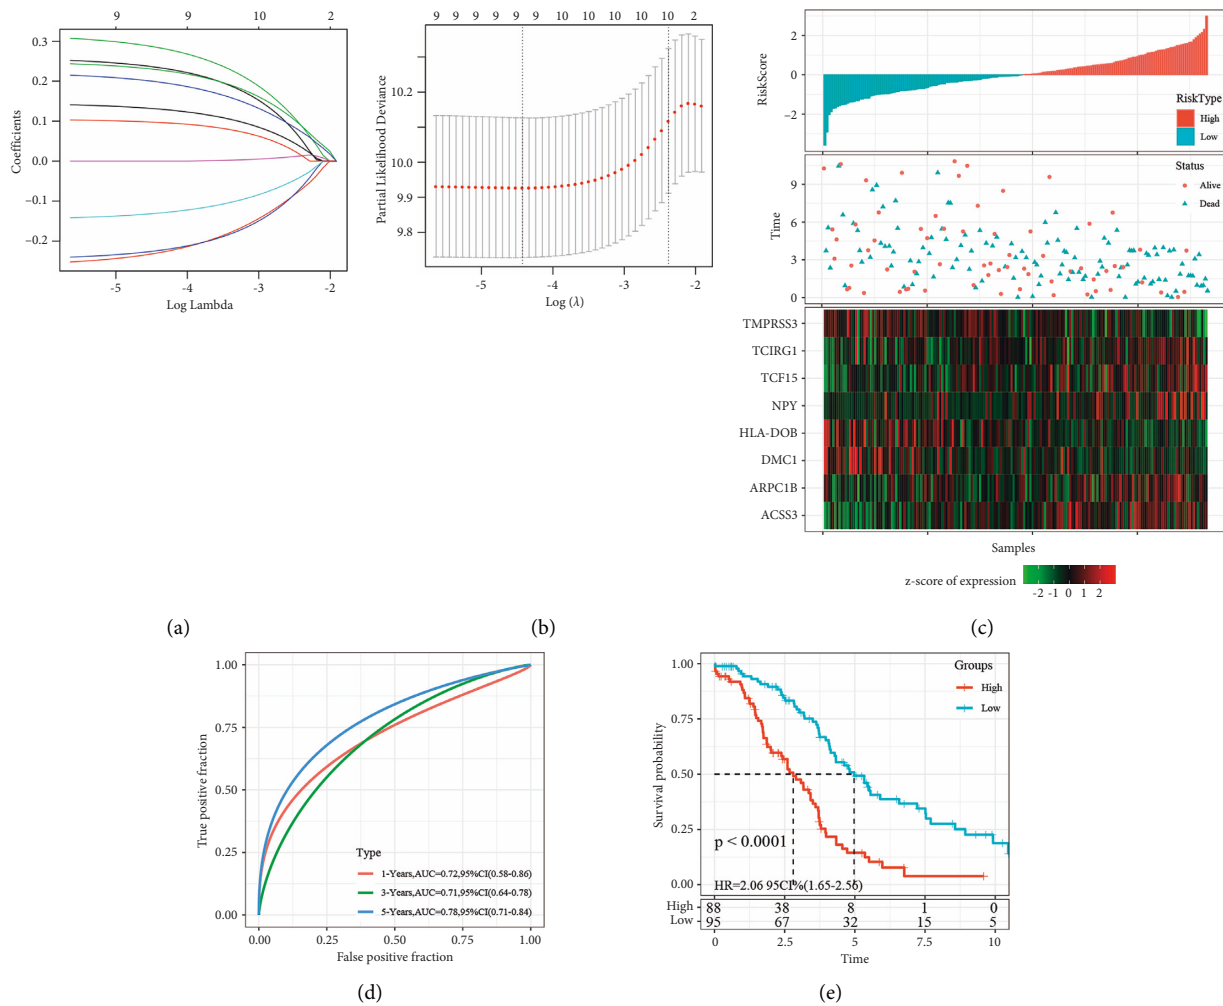 9 9 10 2
0.3
0.2
0.1
0.0
−0.1
−0.2
Coefficients
-5 -4 -3 -2
Log Lambda
(a)
9 9 9 9 9 9 10 10 10 10 2
10.2
10.0
9.9
9.8
Partial Likelihood Deviance
-5 -4 -3 -2
Log (λ)
(b)
2
0
−2
RiskScore
RiskType
High
Low
9
6
3
0
Time
Status
Alive
Dead
TMPRSS3
TCIRG1
TCF15
NPY
HLA-DOB
DMC1
ARPC1B
ACSS3
Samples
z-score of expression
-2 -1 0 1 2
(c)
1.00
0.75
0.50
0.25
0.00
True positive fraction
Type
1-Years,AUC=0.72,95%CI(0.58-0.86)
3-Years,AUC=0.71,95%CI(0.64-0.78)
5-Years,AUC=0.78,95%CI(0.71-0.84)
0.00 0.25 0.50 0.75 1.00
False positive fraction
(d)
1.00
0.75
0.50
0.25
0.00
Survival probability
Groups
High
Low
p < 0.0001
HR=2.06 95CI%(1.65-2.56)
High 88 38 8 1 0
Low 95 67 32 15 5
0 2.5 5 7.5 10
Time
(e)